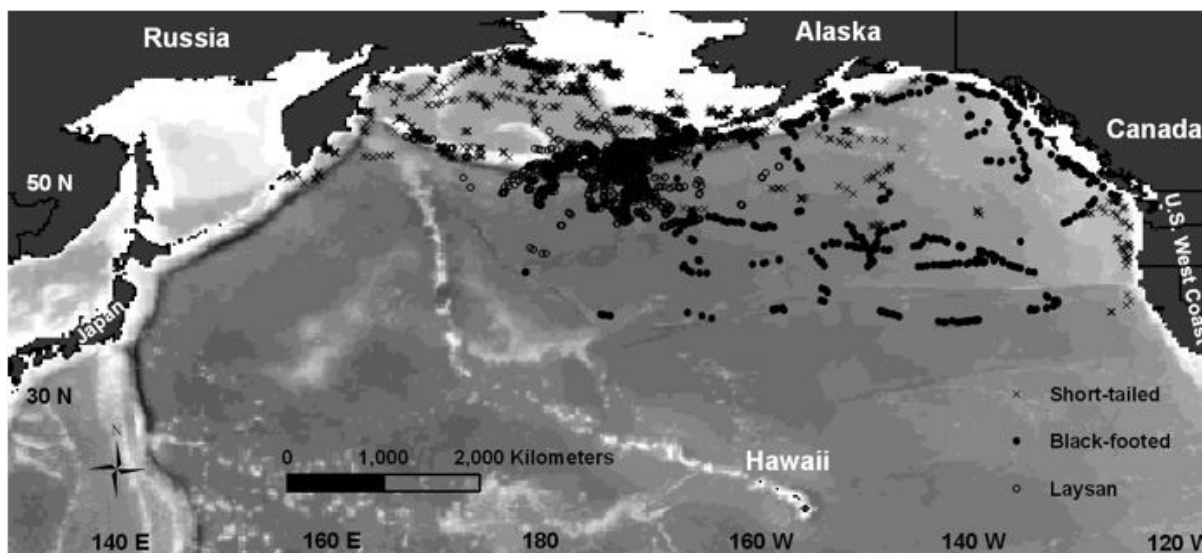 Russia
Alaska
Canada
50 N
U.S. West Coast
Japan
30 N
Short-tailed
N
Black-footed
0 1,000 2,000 Kilometers
Hawaii
Laysan
140 E 160 E 180 160 W 140 W 120 W